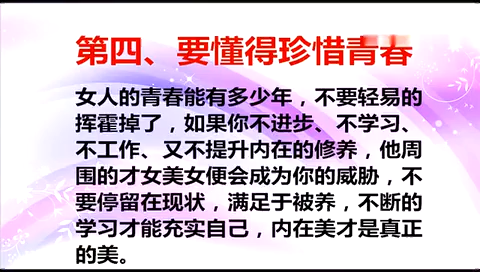 第四、要懂得珍惜青春
女人的青春能有多少年，不要轻易的
挥霍掉了，如果你不进步、不学习、
不工作、又不提升内在的修养，他周
围的才女美女便会成为你的威胁，不
要停留在现状，满足于被养，不断的
学习才能充实自己，内在美才是真正
的美。